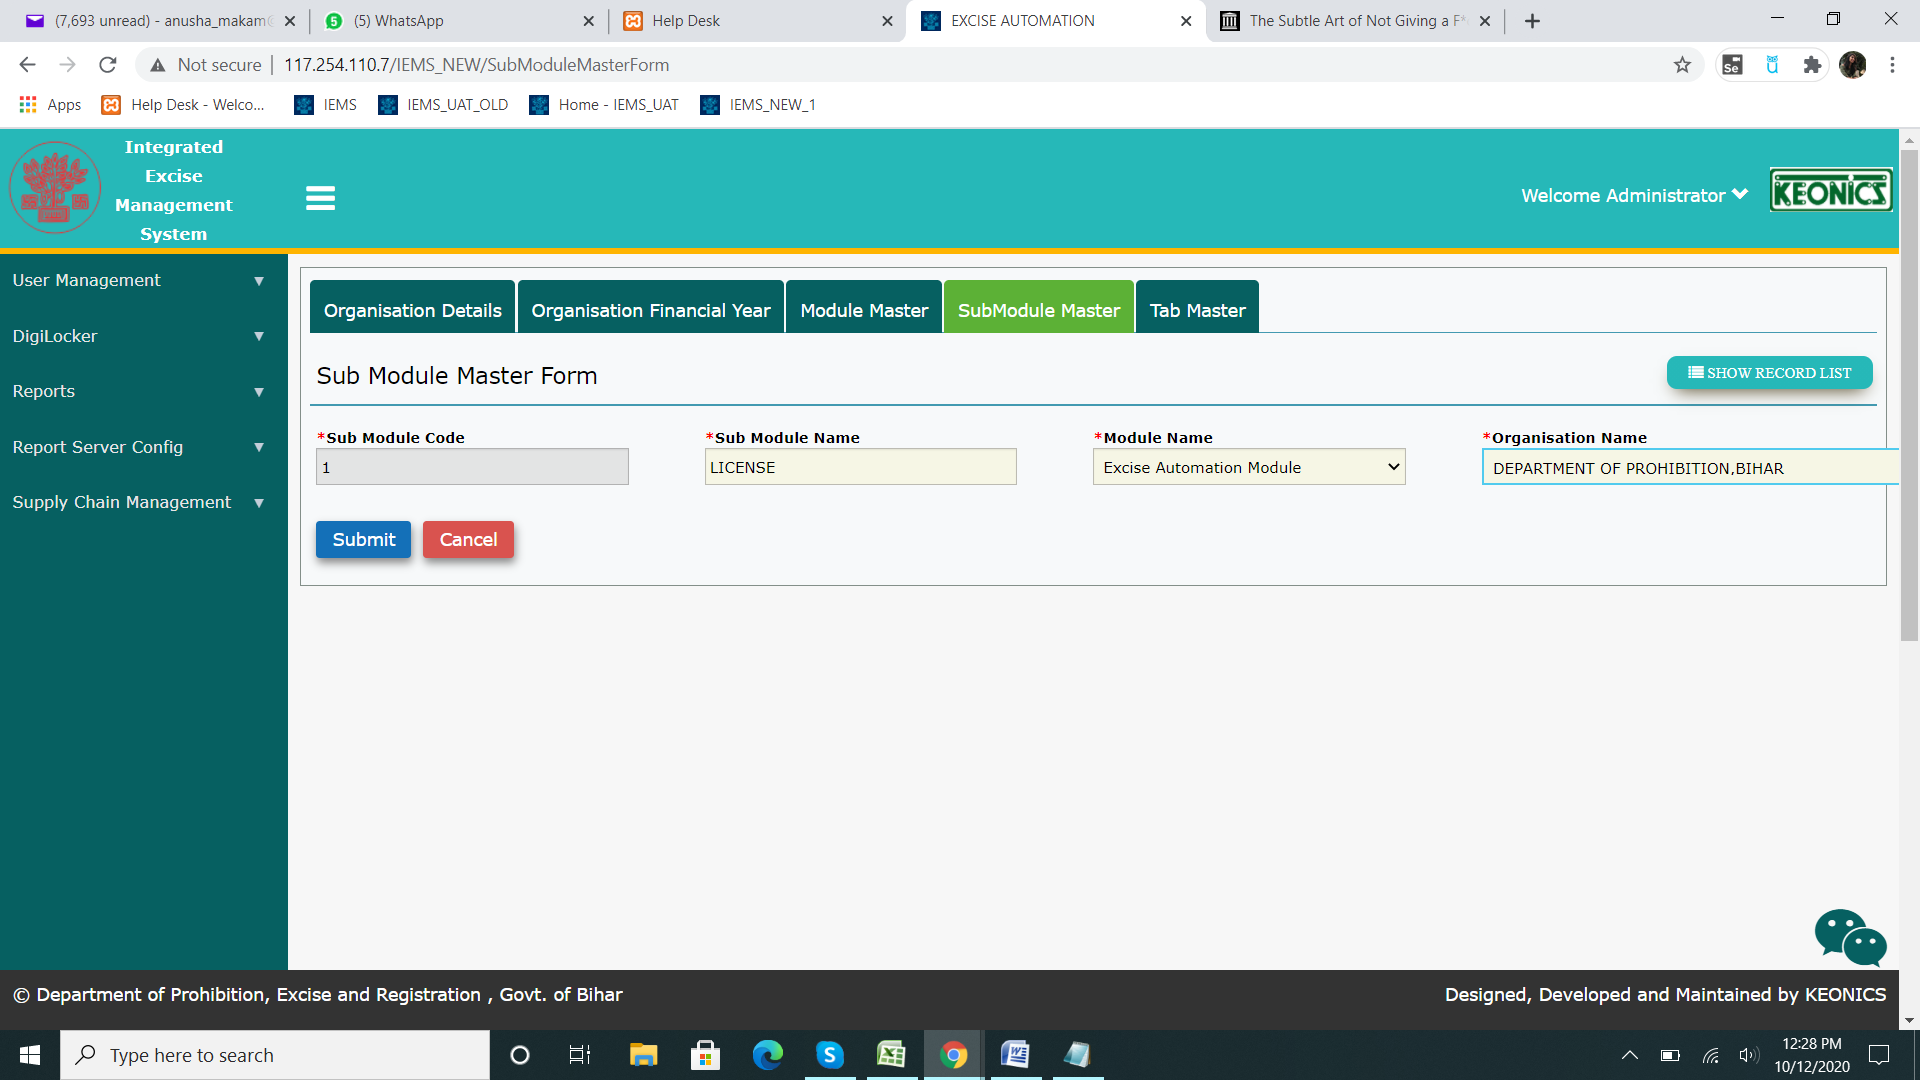 (7,693 unread) - anusha_makam
(5) WhatsApp
Help Desk
EXCISE AUTOMATION
The Subtle Art of Not Giving a F*
Not secure
117.254.110.7/IEMS_NEW/SubModuleMasterForm
Se
Apps
Help Desk - Welco...
IEMS
IEMS_UAT_OLD
Home - IEMS_UAT
IEMS_NEW_1
Integrated
Excise
Management
System
Welcome Administrator
KEONICS
User Management
DigiLocker
Reports
Report Server Config
Supply Chain Management
Organisation Details
Organisation Financial Year
Module Master
SubModule Master
Tab Master
Sub Module Master Form
SHOW RECORD LIST
*Sub Module Code
*Sub Module Name
*Module Name
*Organisation Name
1
LICENSE
Excise Automation Module
DEPARTMENT OF PROHIBITION,BIHAR
Submit
Cancel
© Department of Prohibition, Excise and Registration , Govt. of Bihar
Designed, Developed and Maintained by KEONICS
Type here to search
12:28 PM
10/12/2020